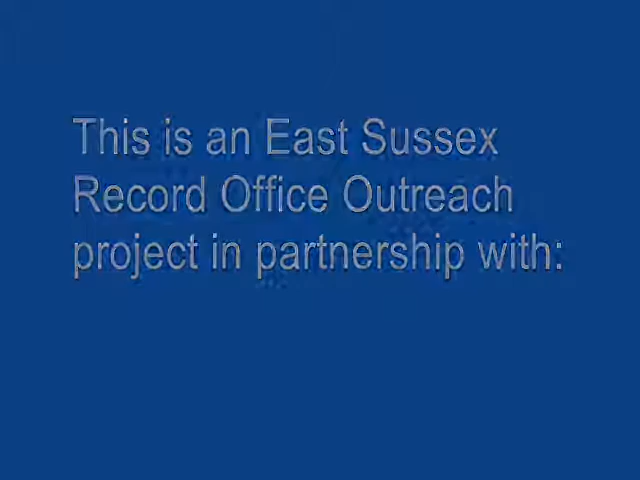 This is an East Sussex
Record Office Outreach
project in partnership with: